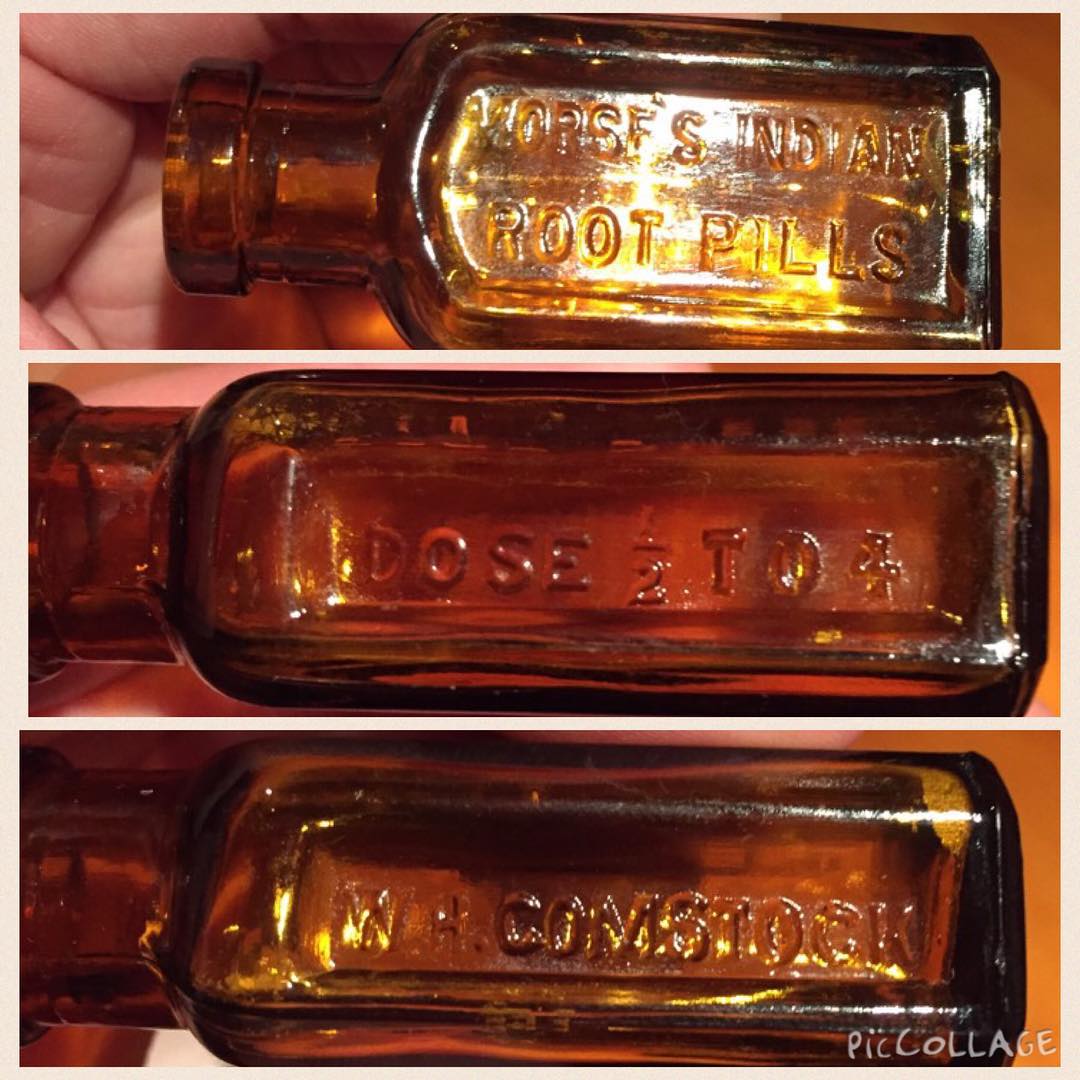 MORSE'S INDIAN
ROOT PILLS
DOSE ½ TO 4
W. H. COMSTOCK
PicCOLLAGE